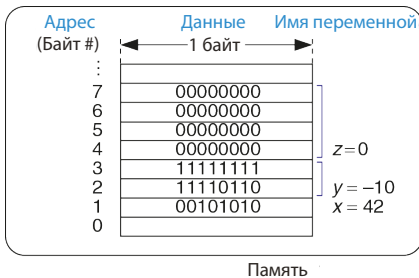 Адрес Данные Имя переменной
(Байт #) 1 байт
⋮
7 00000000
6 00000000
5 00000000
4 00000000 z=0
3 11111111
2 11110110 y = –10
1 00101010 x = 42
0
Память